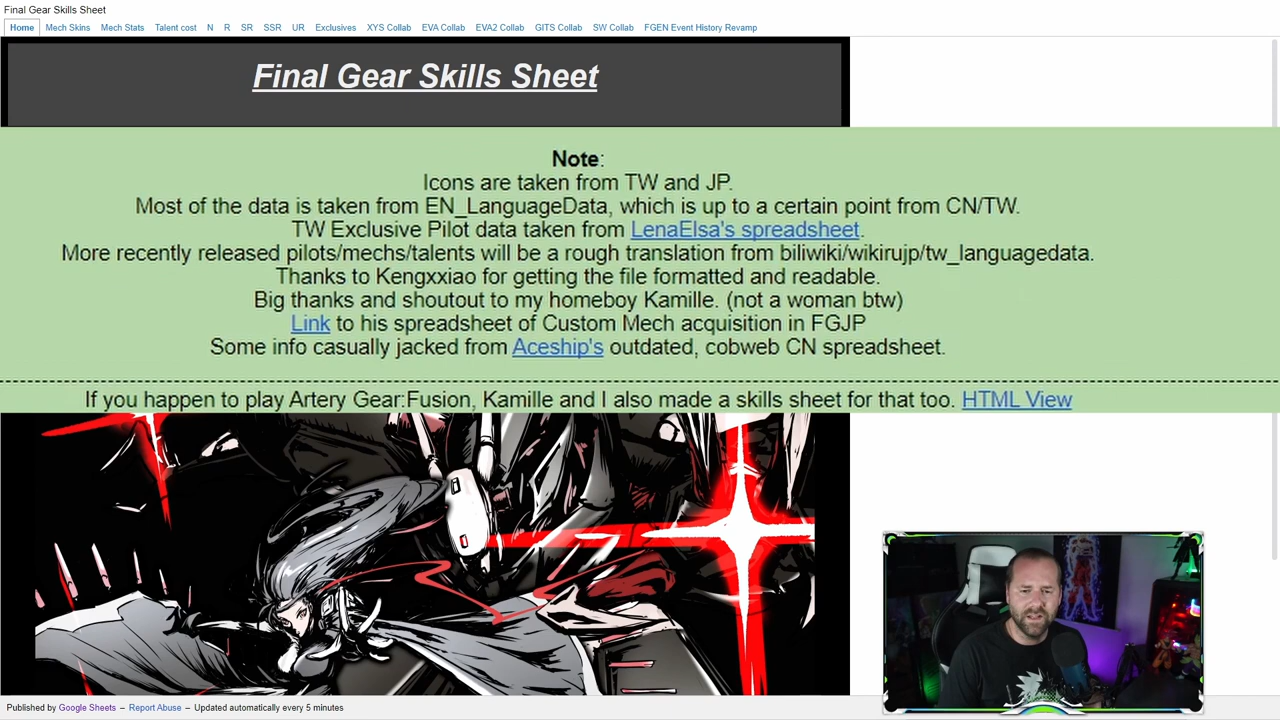 Final Gear Skills Sheet
Home Mech Skins Mech Stats Talent cost N R SR SSR UR Exclusives XYS Collab EVA Collab EVA2 Collab GITS Collab SW Collab FGEN Event History Revamp
Final Gear Skills Sheet
Note:
Icons are taken from TW and JP.
Most of the data is taken from EN_LanguageData, which is up to a certain point from CN/TW.
TW Exclusive Pilot data taken from LenaElsa's spreadsheet.
More recently released pilots/mechs/talents will be a rough translation from biliwiki/wikirujp/tw_languagedata.
Thanks to Kengxxiao for getting the file formatted and readable.
Big thanks and shoutout to my homeboy Kamille. (not a woman btw)
Link to his spreadsheet of Custom Mech acquisition in FGJP
Some info casually jacked from Aceship's outdated, cobweb CN spreadsheet.
If you happen to play Artery Gear:Fusion, Kamille and I also made a skills sheet for that too. HTML View
Published by Google Sheets – Report Abuse – Updated automatically every 5 minutes